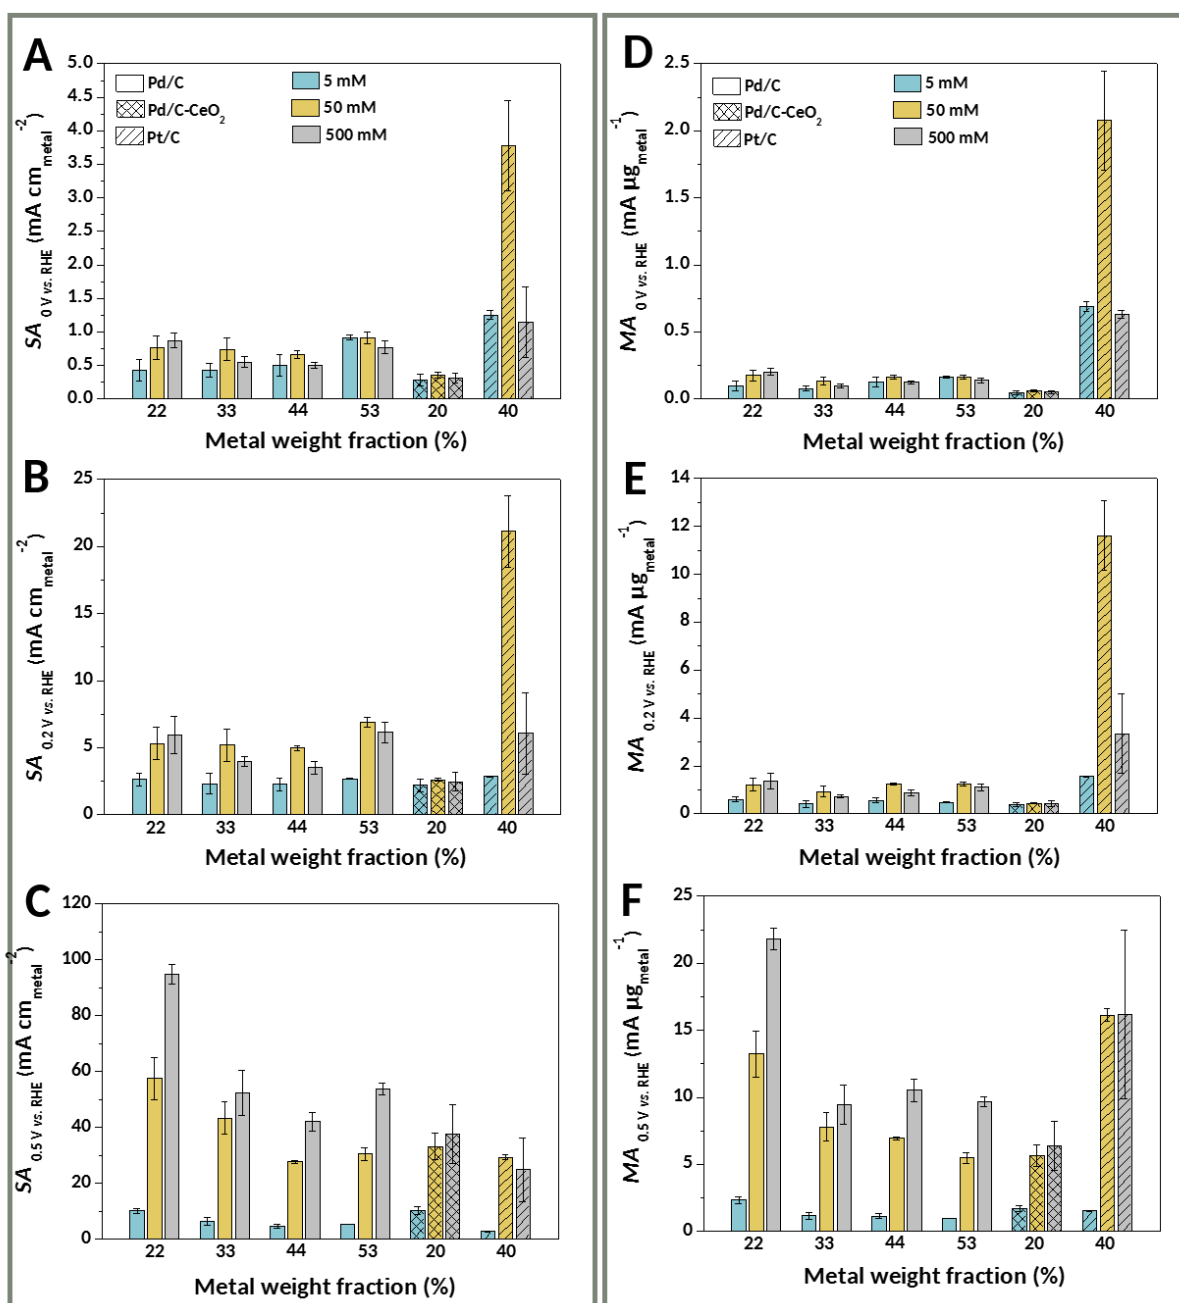 A
SA 0 V vs. RHE (mA cm metal -2)
5.0
4.5
4.0
3.5
3.0
2.5
2.0
1.5
1.0
0.5
0.0
Pd/C
Pd/C-CeO2
Pt/C
5 mM
50 mM
500 mM
22 33 44 53 20 40
Metal weight fraction (%)
B
SA 0.2 V vs. RHE (mA cm metal -2)
25
20
15
10
5
0
22 33 44 53 20 40
Metal weight fraction (%)
C
SA 0.5 V vs. RHE (mA cm metal -2)
120
100
80
60
40
20
0
22 33 44 53 20 40
Metal weight fraction (%)
D
MA 0 V vs. RHE (mA µg metal -1)
2.5
2.0
1.5
1.0
0.5
0.0
Pd/C
Pd/C-CeO2
Pt/C
5 mM
50 mM
500 mM
22 33 44 53 20 40
Metal weight fraction (%)
E
MA 0.2 V vs. RHE (mA µg metal -1)
14
12
10
8
6
4
2
0
22 33 44 53 20 40
Metal weight fraction (%)
F
MA 0.5 V vs. RHE (mA µg metal -1)
25
20
15
10
5
0
22 33 44 53 20 40
Metal weight fraction (%)